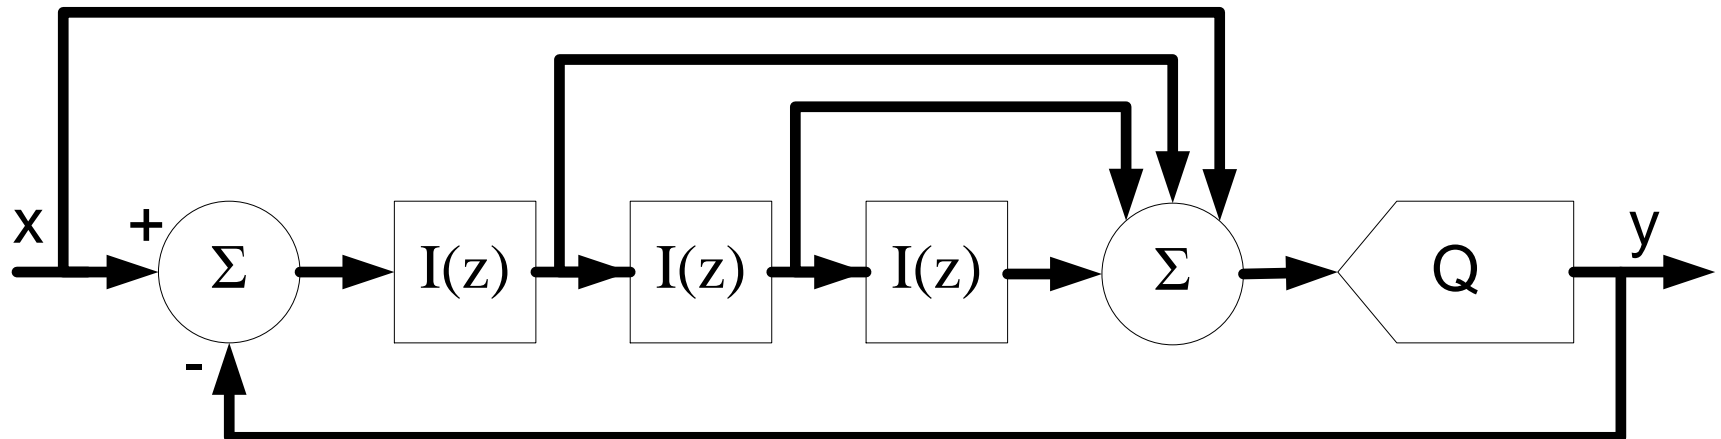 x
+
Σ
I(z)
I(z)
I(z)
Σ
Q
y
-